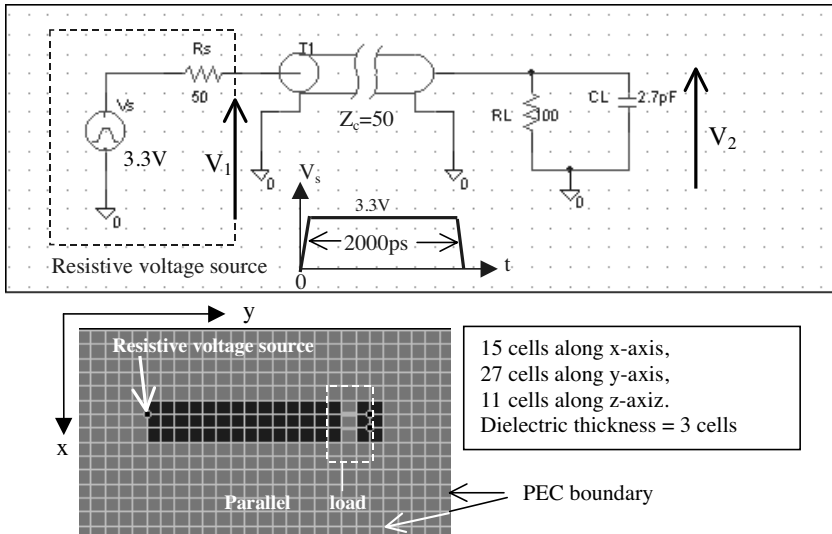 Rs
50
Vs
3.3V
V1
T1
Zc=50
RL
100
CL
2.7pF
V2
0
0
0
0
Resistive voltage source
Vs
3.3V
2000ps
t
0
y
x
Resistive voltage source
Parallel load
PEC boundary
15 cells along x-axis,
27 cells along y-axis,
11 cells along z-axiz.
Dielectric thickness = 3 cells